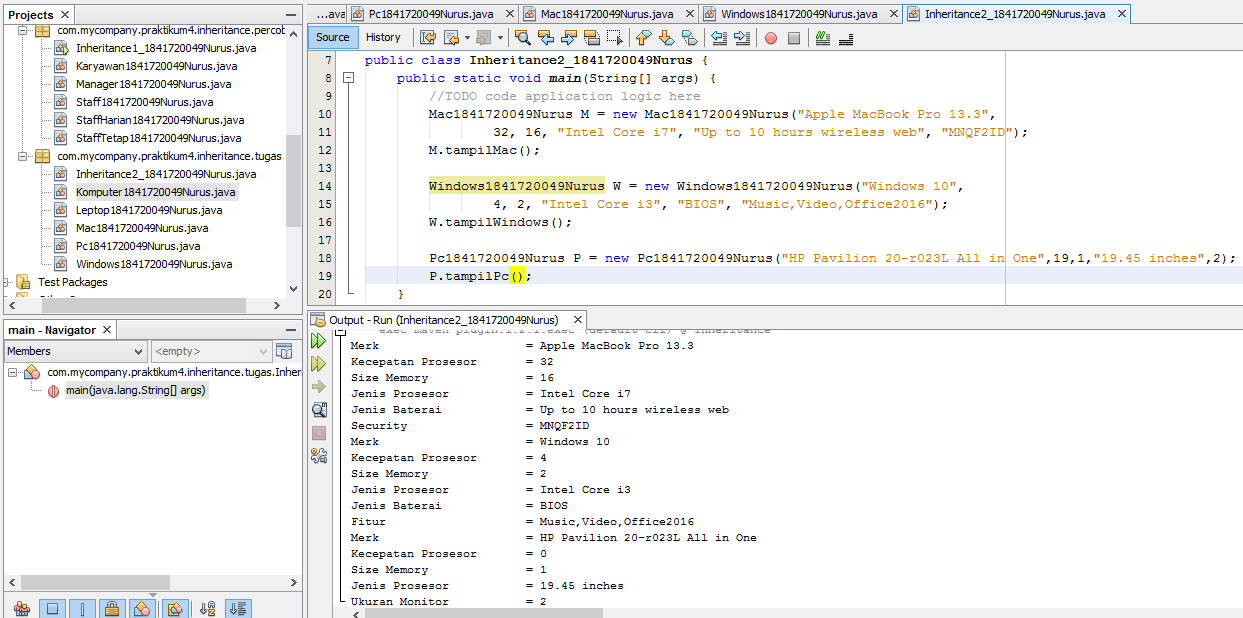 Projects
com.mycompany.praktikum4.inheritance.percob
Inheritance1_1841720049Nurus.java
Karyawan1841720049Nurus.java
Manager1841720049Nurus.java
Staff1841720049Nurus.java
StaffHarian1841720049Nurus.java
StaffTetap1841720049Nurus.java
com.mycompany.praktikum4.inheritance.tugas
Inheritance2_1841720049Nurus.java
Komputer1841720049Nurus.java
Leptop1841720049Nurus.java
Mac1841720049Nurus.java
Pc1841720049Nurus.java
Windows1841720049Nurus.java
Test Packages
main - Navigator
Members <empty>
com.mycompany.praktikum4.inheritance.tugas.Inher
main(java.lang.String[] args)
...ava Pc1841720049Nurus.java Mac1841720049Nurus.java Windows1841720049Nurus.java Inheritance2_1841720049Nurus.java
Source History
7 public class Inheritance2_1841720049Nurus {
8 public static void main(String[] args) {
9 //TODO code application logic here
10 Mac1841720049Nurus M = new Mac1841720049Nurus("Apple MacBook Pro 13.3",
11 32, 16, "Intel Core i7", "Up to 10 hours wireless web", "MNQF2ID");
12 M.tampilMac();
13
14 Windows1841720049Nurus W = new Windows1841720049Nurus("Windows 10",
15 4, 2, "Intel Core i3", "BIOS", "Music,Video,Office2016");
16 W.tampilWindows();
17
18 Pc1841720049Nurus P = new Pc1841720049Nurus("HP Pavilion 20-r023L All in One",19,1,"19.45 inches",2);
19 P.tampilPc();
20 }
Output - Run (Inheritance2_1841720049Nurus)
Merk = Apple MacBook Pro 13.3
Kecepatan Prosesor = 32
Size Memory = 16
Jenis Prosesor = Intel Core i7
Jenis Baterai = Up to 10 hours wireless web
Security = MNQF2ID
Merk = Windows 10
Kecepatan Prosesor = 4
Size Memory = 2
Jenis Prosesor = Intel Core i3
Jenis Baterai = BIOS
Fitur = Music,Video,Office2016
Merk = HP Pavilion 20-r023L All in One
Kecepatan Prosesor = 0
Size Memory = 1
Jenis Prosesor = 19.45 inches
Ukuran Monitor = 2